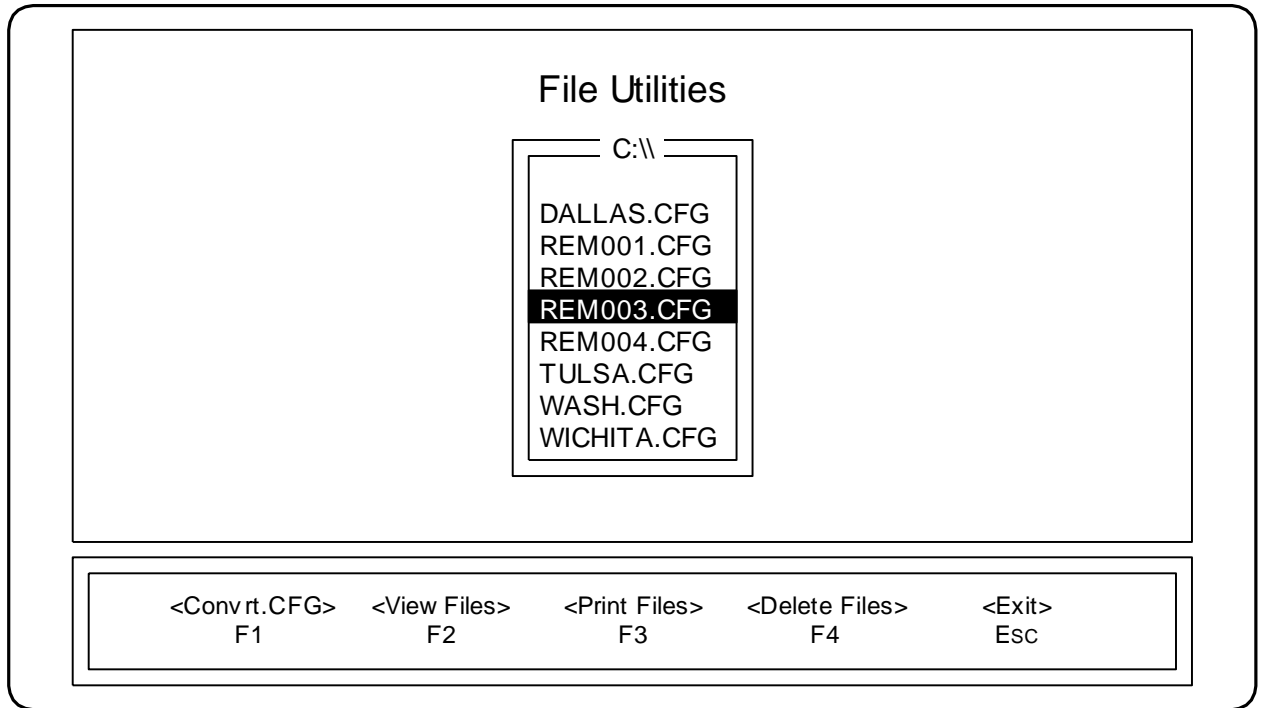 File Utilities
C:\\
DALLAS.CFG
REM001.CFG
REM002.CFG
REM003.CFG
REM004.CFG
TULSA.CFG
WASH.CFG
WICHITA.CFG
<Convrt.CFG> <View Files> <Print Files> <Delete Files> <Exit>
F1 F2 F3 F4 ESC